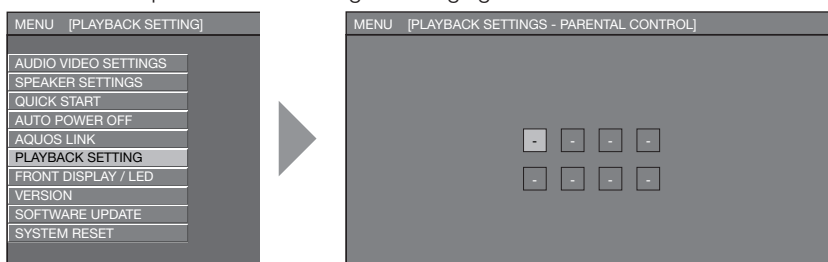 MENU [PLAYBACK SETTING]
AUDIO VIDEO SETTINGS
SPEAKER SETTINGS
QUICK START
AUTO POWER OFF
AQUOS LINK
PLAYBACK SETTING
FRONT DISPLAY / LED
VERSION
SOFTWARE UPDATE
SYSTEM RESET
MENU [PLAYBACK SETTINGS - PARENTAL CONTROL]
- - - -
- - - -